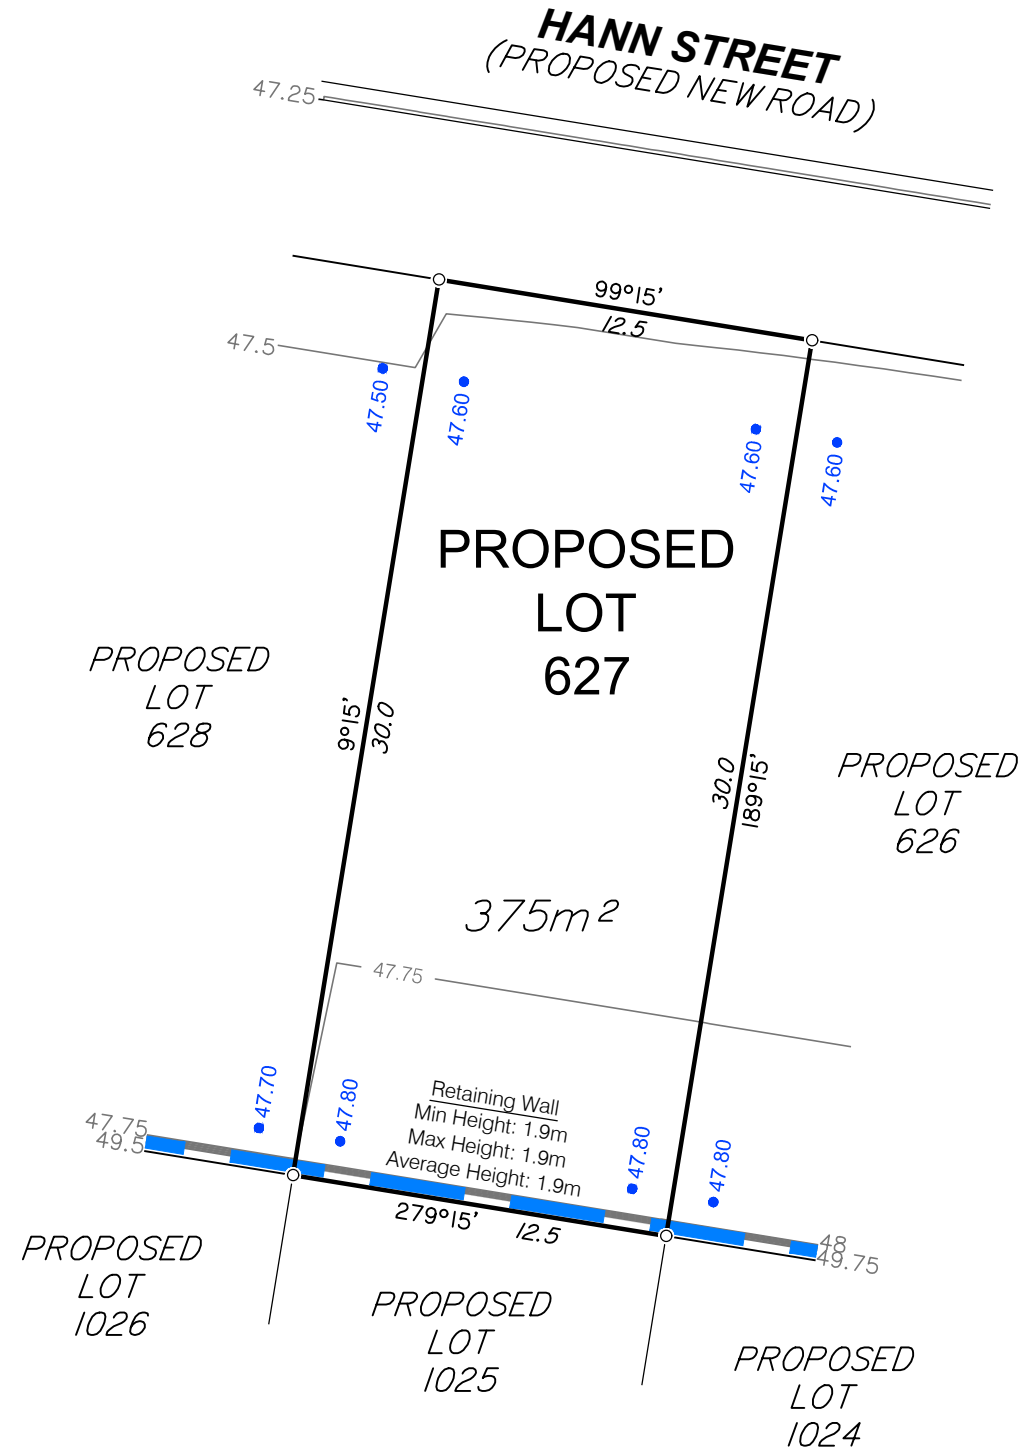 HANN STREET
(PROPOSED NEW ROAD)
47.25
99°15'
12.5
47.5
47.50
47.60
47.60
47.60
PROPOSED
LOT
627
PROPOSED
LOT
628
9°15'
30.0
30.0
189°15'
PROPOSED
LOT
626
375m²
47.75
47.70
47.80
Retaining Wall
Min Height: 1.9m
Max Height: 1.9m
Average Height: 1.9m
47.80
47.80
47.75
49.5
279°15'
12.5
48
49.75
PROPOSED
LOT
1026
PROPOSED
LOT
1025
PROPOSED
LOT
1024